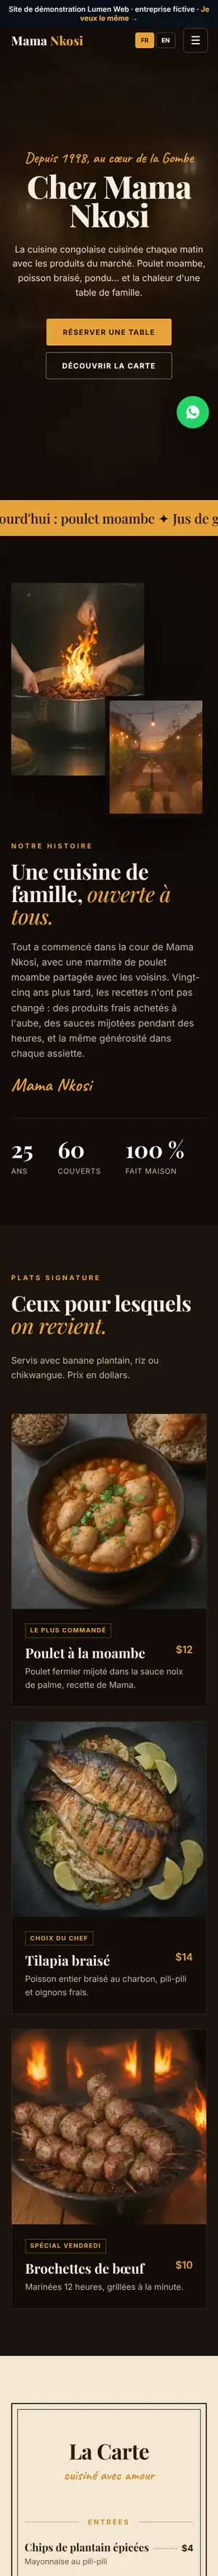 Site de démonstration Lumen Web · entreprise fictive · Je
veux le même →
Mama Nkosi
FR EN
Depuis 1998, au cœur de la Gombe
Chez Mama
Nkosi
La cuisine congolaise cuisinée chaque matin
avec les produits du marché. Poulet moambe,
poisson braisé, pondu… et la chaleur d'une
table de famille.
RÉSERVER UNE TABLE
DÉCOUVRIR LA CARTE
ourd'hui : poulet moambe ✦ Jus de g
NOTRE HISTOIRE
Une cuisine de
famille, ouverte à
tous.
Tout a commencé dans la cour de Mama
Nkosi, avec une marmite de poulet
moambe partagée avec les voisins. Vingt-
cinq ans plus tard, les recettes n'ont pas
changé : des produits frais achetés à
l'aube, des sauces mijotées pendant des
heures, et la même générosité dans
chaque assiette.
Mama Nkosi
25 60 100 %
ANS COUVERTS FAIT MAISON
PLATS SIGNATURE
Ceux pour lesquels
on revient.
Servis avec banane plantain, riz ou
chikwangue. Prix en dollars.
LE PLUS COMMANDÉ
Poulet à la moambe $12
Poulet fermier mijoté dans la sauce noix
de palme, recette de Mama.
CHOIX DU CHEF
Tilapia braisé $14
Poisson entier braisé au charbon, pili-pili
et oignons frais.
SPÉCIAL VENDREDI
Brochettes de bœuf $10
Marinées 12 heures, grillées à la minute.
La Carte
cuisiné avec amour
ENTRÉES
Chips de plantain épicées $4
Mayonnaise au pili-pili